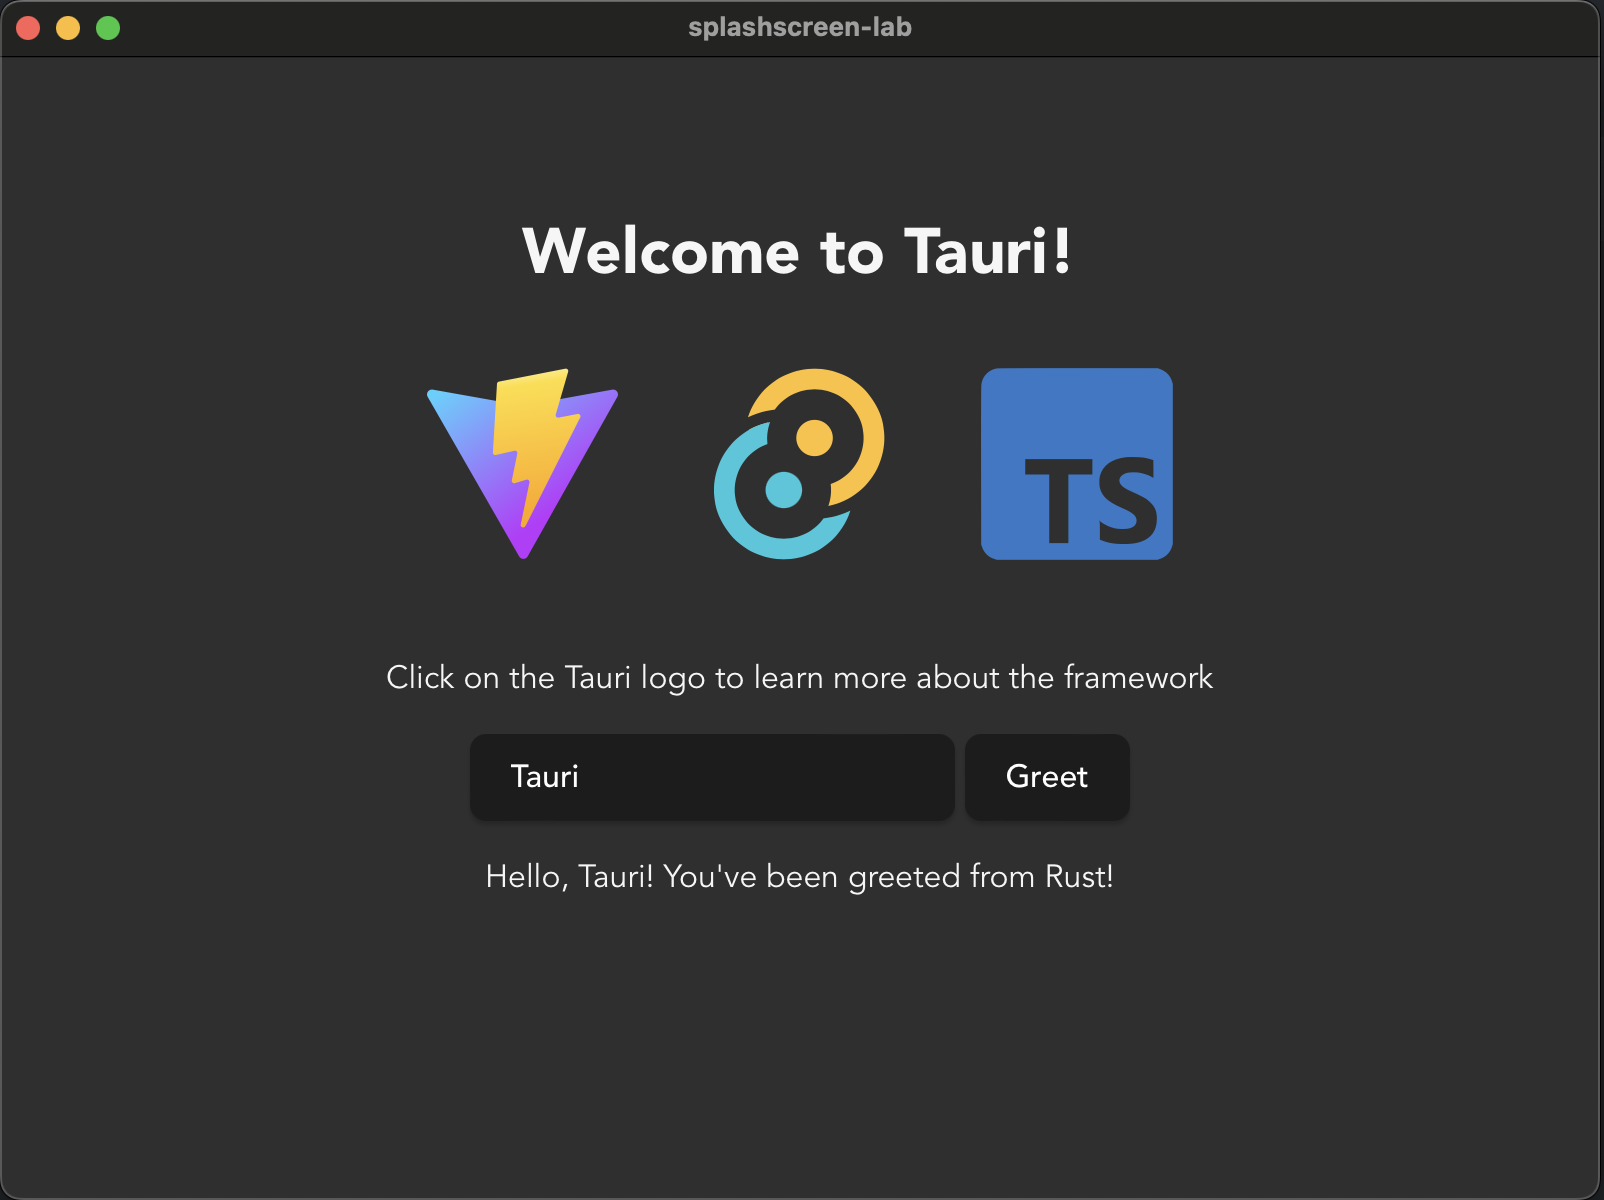 splashscreen-lab
Welcome to Tauri!
TS
Click on the Tauri logo to learn more about the framework
Tauri
Greet
Hello, Tauri! You've been greeted from Rust!